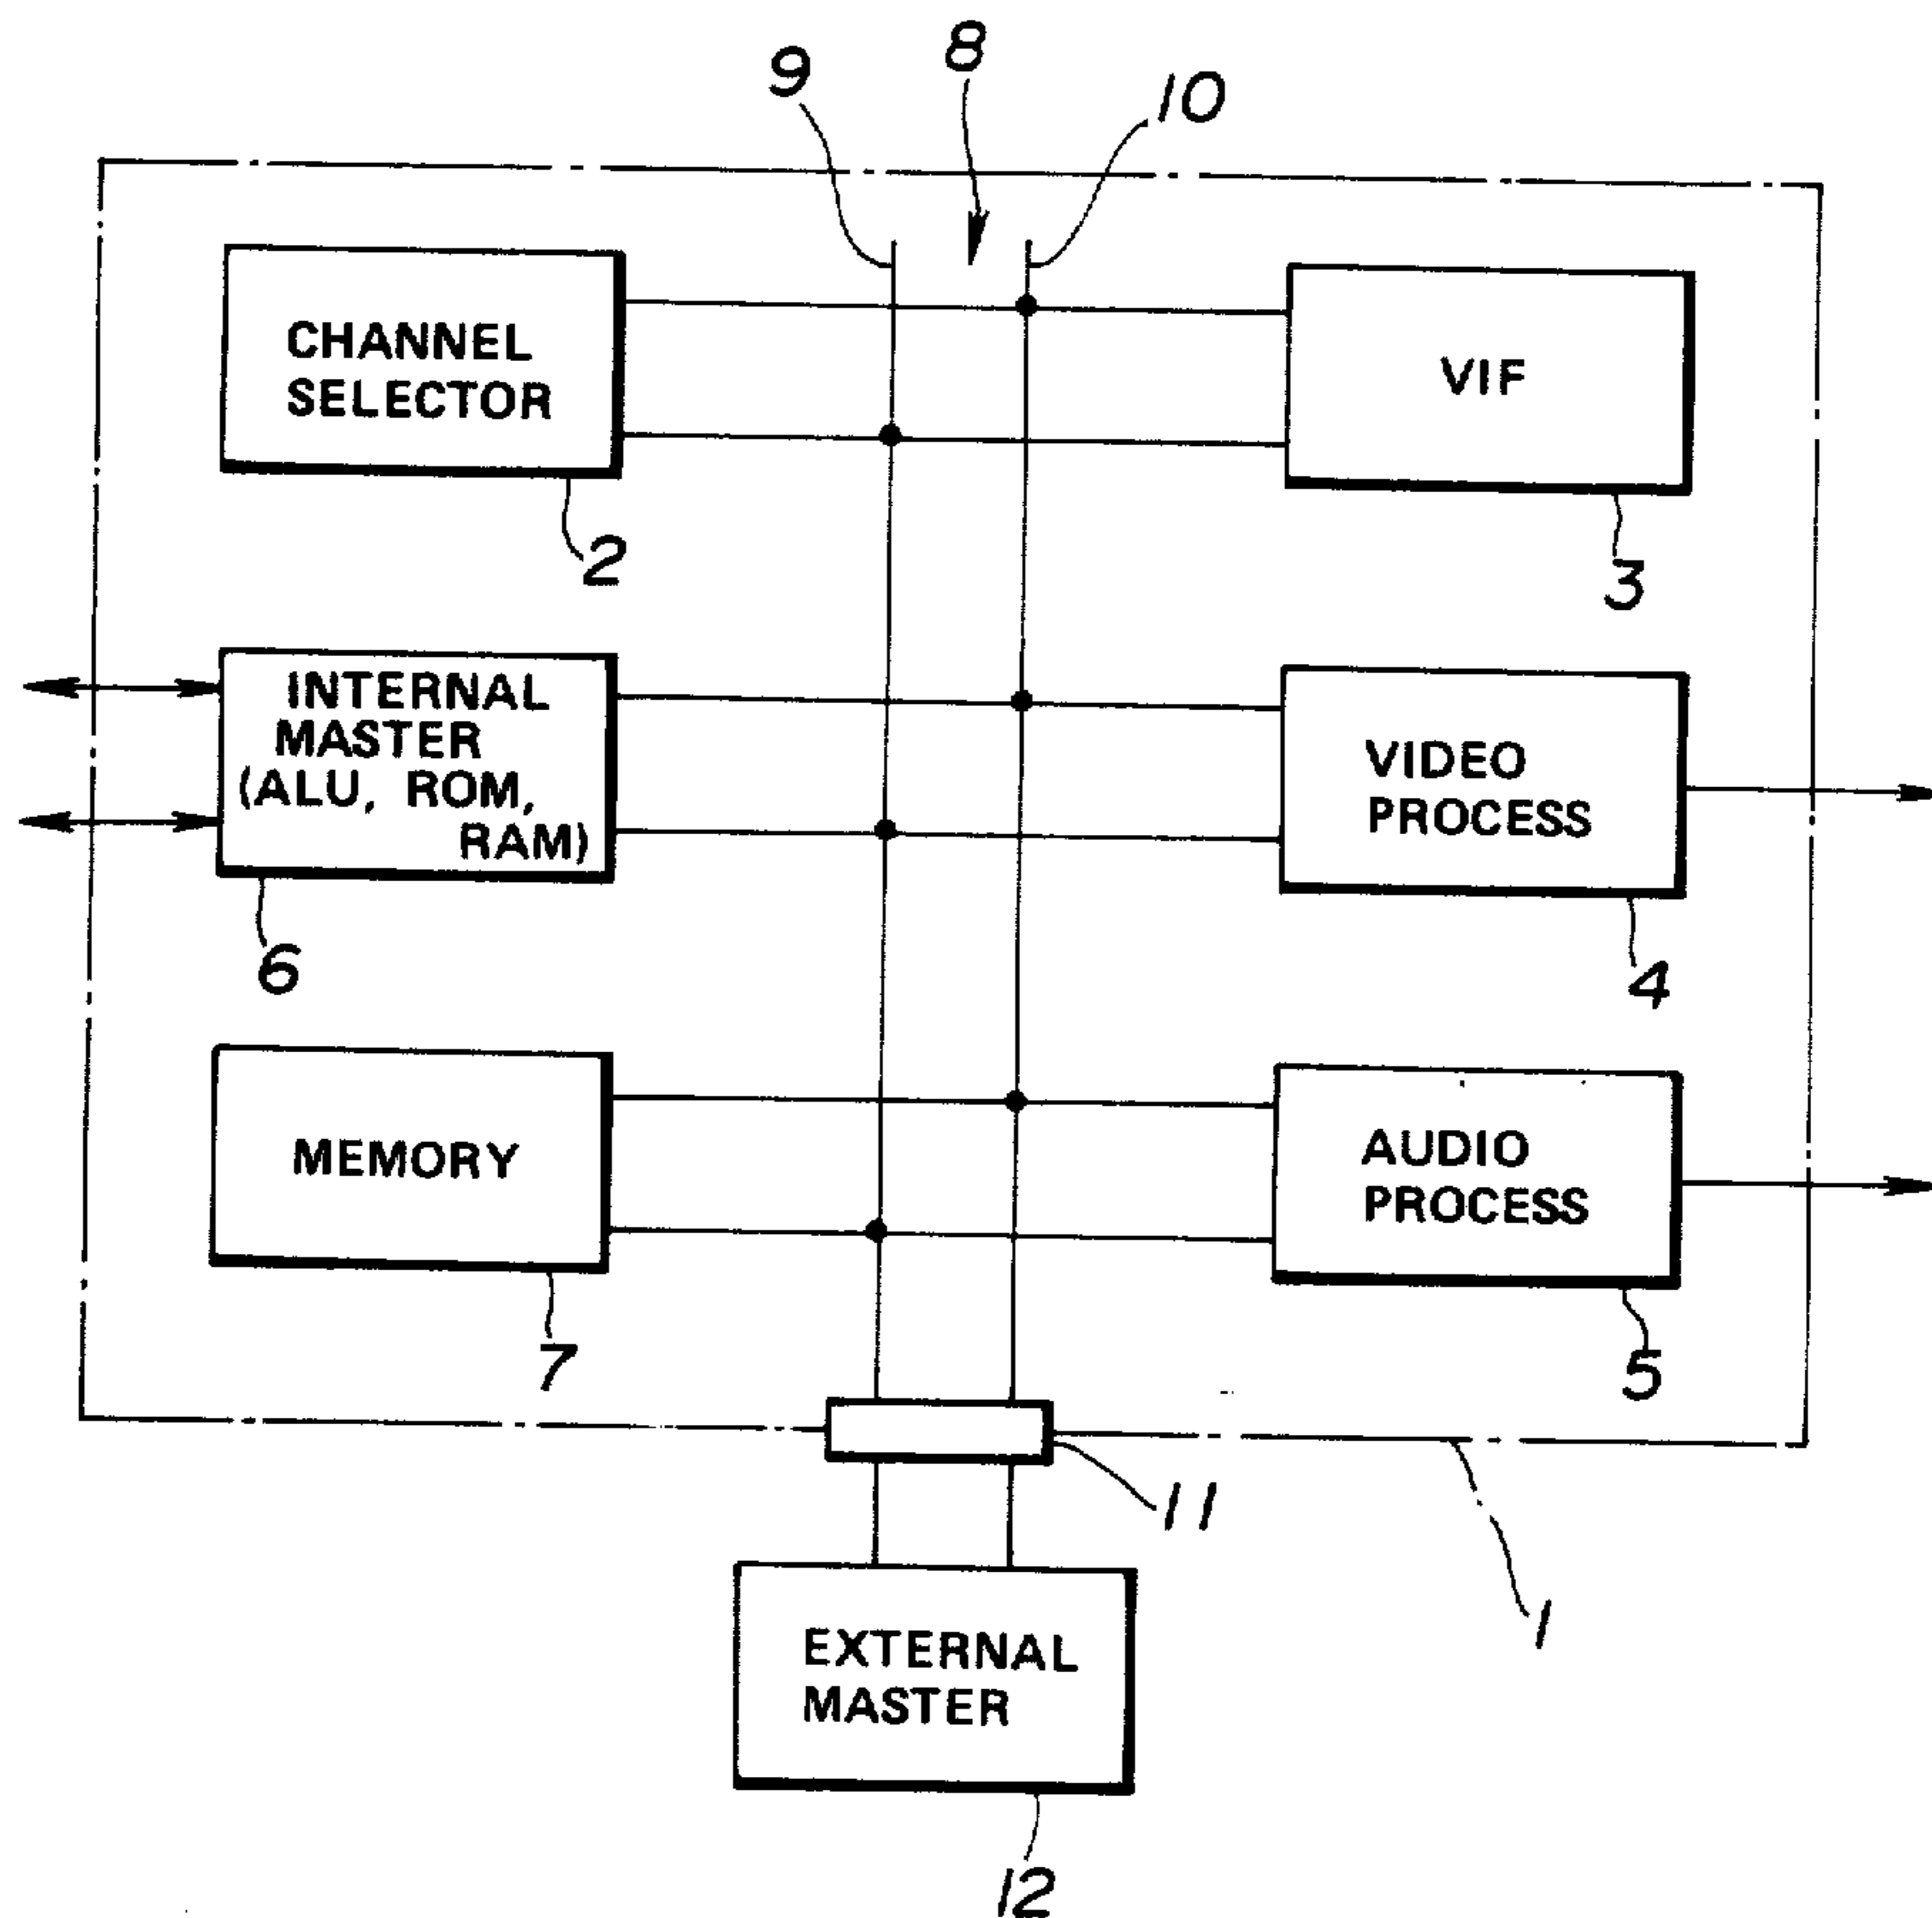 8
9
10
CHANNEL
SELECTOR
VIF
2
3
INTERNAL
MASTER
(ALU, ROM,
RAM)
VIDEO
PROCESS
6
4
MEMORY
AUDIO
PROCESS
7
5
11
1
EXTERNAL
MASTER
12